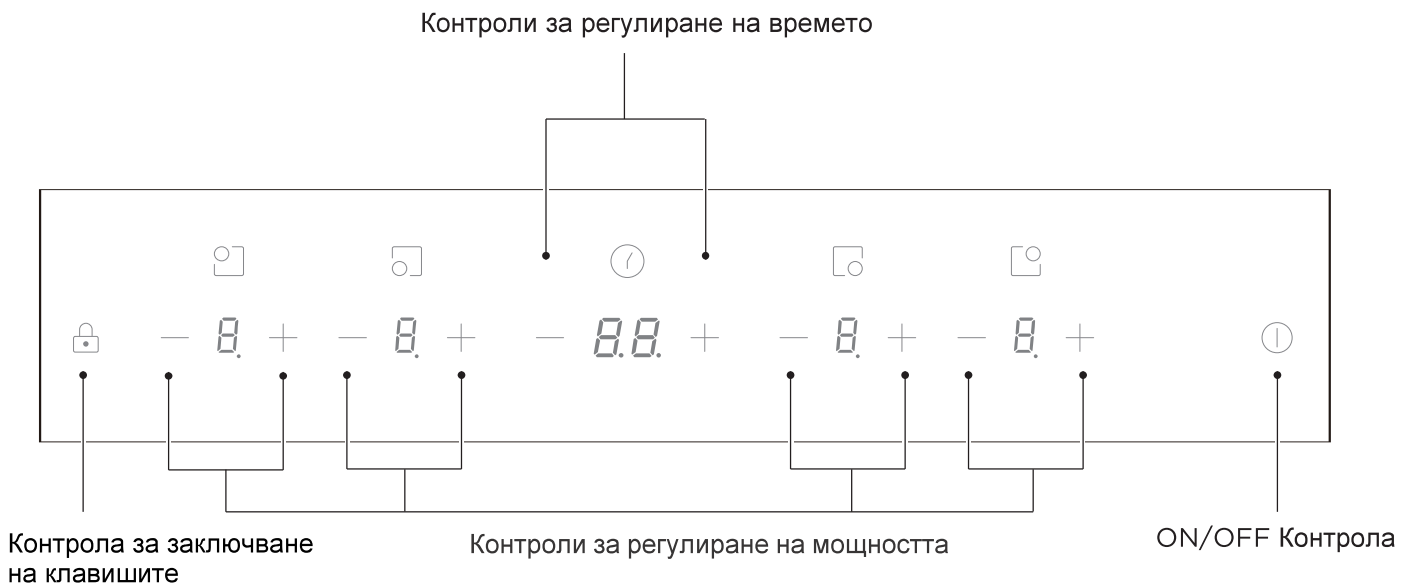 Контроли за регулиране на времето
− 8. + − 8. + − 8.8. + − 8. + − 8. +
Контрола за заключване
на клавишите
Контроли за регулиране на мощността
ON/OFF Контрола